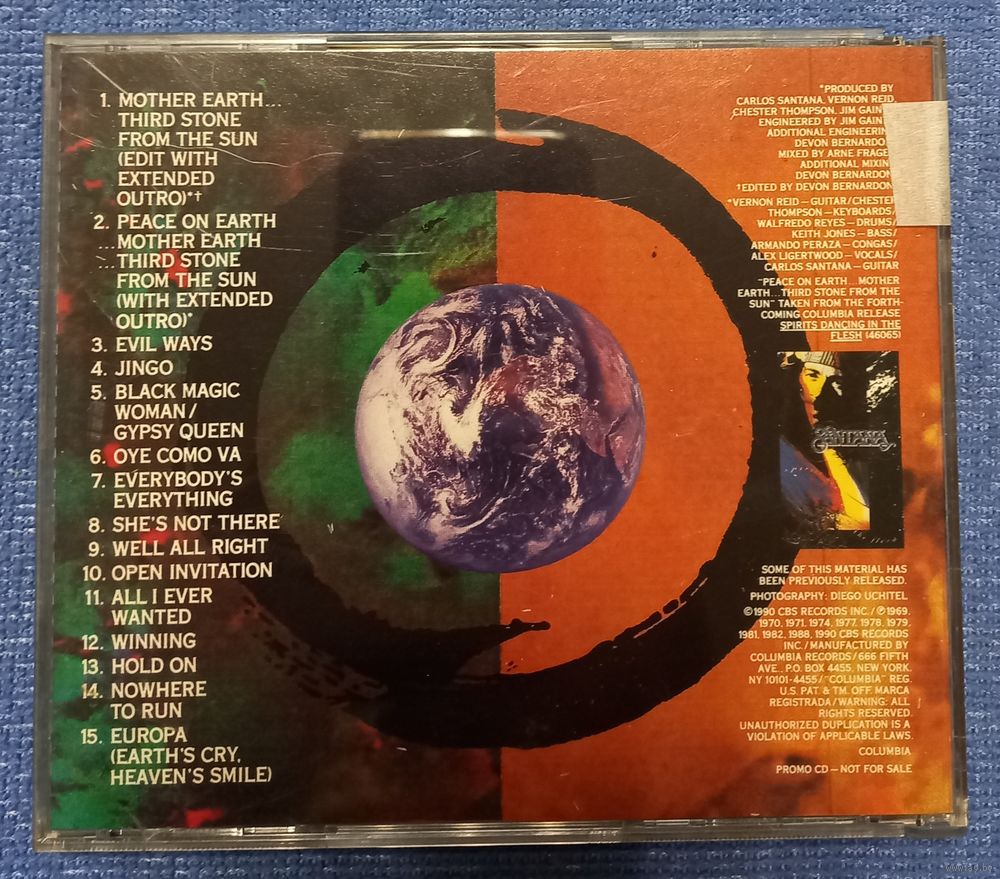 1. MOTHER EARTH...
THIRD STONE
FROM THE SUN
(EDIT WITH
EXTENDED
OUTRO)*†
2. PEACE ON EARTH
...MOTHER EARTH
...THIRD STONE
FROM THE SUN
(WITH EXTENDED
OUTRO)*
3. EVIL WAYS
4. JINGO
5. BLACK MAGIC
WOMAN/
GYPSY QUEEN
6. OYE COMO VA
7. EVERYBODY'S
EVERYTHING
8. SHE'S NOT THERE
9. WELL ALL RIGHT
10. OPEN INVITATION
11. ALL I EVER
WANTED
12. WINNING
13. HOLD ON
14. NOWHERE
TO RUN
15. EUROPA
(EARTH'S CRY,
HEAVEN'S SMILE)
*PRODUCED BY
CARLOS SANTANA, VERNON REID,
CHESTER THOMPSON, JIM
ENGINEERED BY JIM
ADDITIONAL
DEVON
MIXED BY ARNE
ADDITIONAL
DEVON
†EDITED BY DEVON
*VERNON REID—GUITAR/
THOMPSON—KEYBOARDS/
WALFREDO REYES—DRUMS/
KEITH JONES—BASS/
ARMANDO PERAZA—CONGAS/
ALEX LIGERTWOOD—VOCALS/
CARLOS SANTANA—GUITAR
"PEACE ON EARTH...MOTHER
EARTH...THIRD STONE FROM THE
SUN" TAKEN FROM THE FORTH-
COMING COLUMBIA RELEASE
SPIRITS DANCING IN THE
FLESH (46065)
SANTANA
SOME OF THIS MATERIAL HAS
BEEN PREVIOUSLY RELEASED.
PHOTOGRAPHY: DIEGO UCHITEL
©1990 CBS RECORDS INC./℗1969,
1970, 1971, 1974, 1977, 1978, 1979,
1981, 1982, 1988, 1990 CBS RECORDS
INC./MANUFACTURED BY
COLUMBIA RECORDS/666 FIFTH
AVE., P.O. BOX 4455, NEW YORK,
NY 10101-4455/"COLUMBIA" REG.
U.S. PAT. & TM. OFF. MARCA
REGISTRADA/WARNING: ALL
RIGHTS RESERVED.
UNAUTHORIZED DUPLICATION IS A
VIOLATION OF APPLICABLE LAWS.
COLUMBIA
PROMO CD—NOT FOR SALE